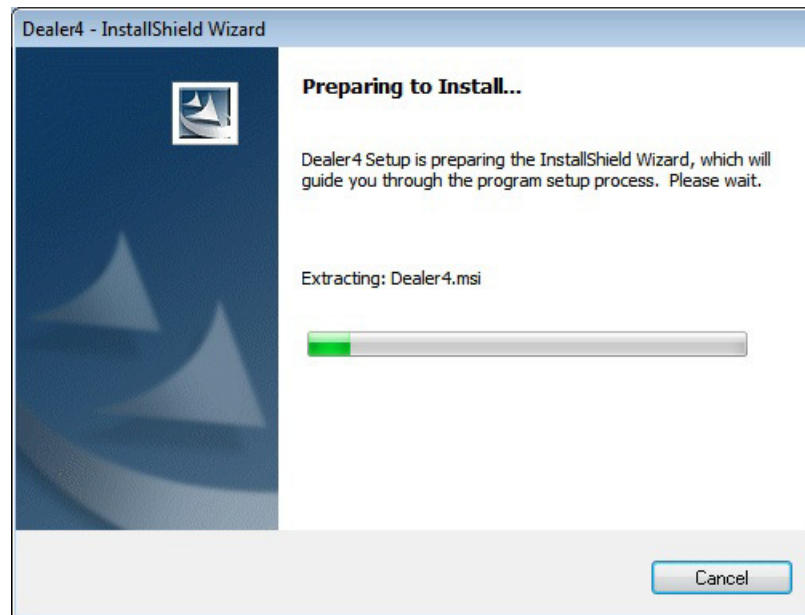 Dealer4 - InstallShield Wizard
Preparing to Install...
Dealer4 Setup is preparing the InstallShield Wizard, which will
guide you through the program setup process.  Please wait.
Extracting: Dealer4.msi
Cancel